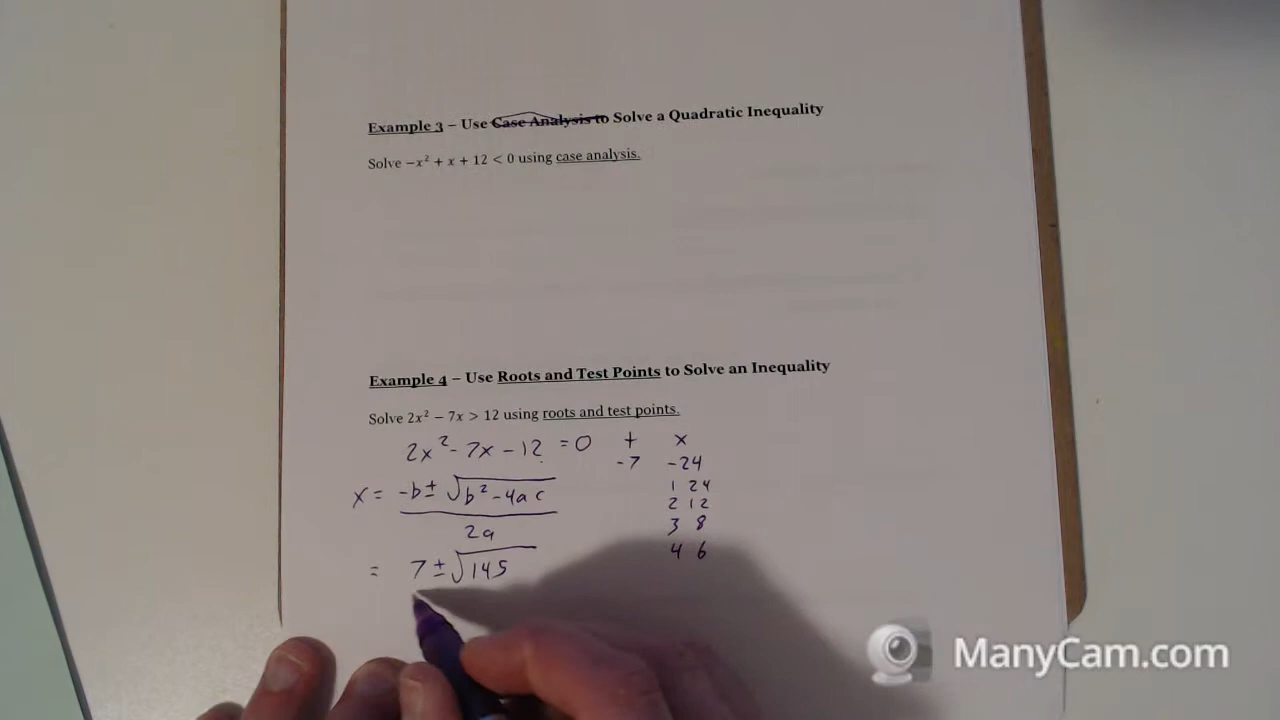 Example 3 – Use Case Analysis to Solve a Quadratic Inequality
Solve −x² + x + 12 < 0 using case analysis.
Example 4 – Use Roots and Test Points to Solve an Inequality
Solve 2x² − 7x > 12 using roots and test points.
2x² - 7x - 12 = 0 + x
-7 -24
x = -b ± √b² - 4ac 1 24
2 12
2a 3 8
4 6
= 7 ± √145
ManyCam.com